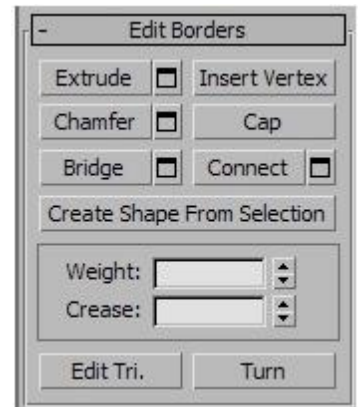 - Edit Borders
Extrude Insert Vertex
Chamfer Cap
Bridge Connect
Create Shape From Selection
Weight:
Crease:
Edit Tri. Turn